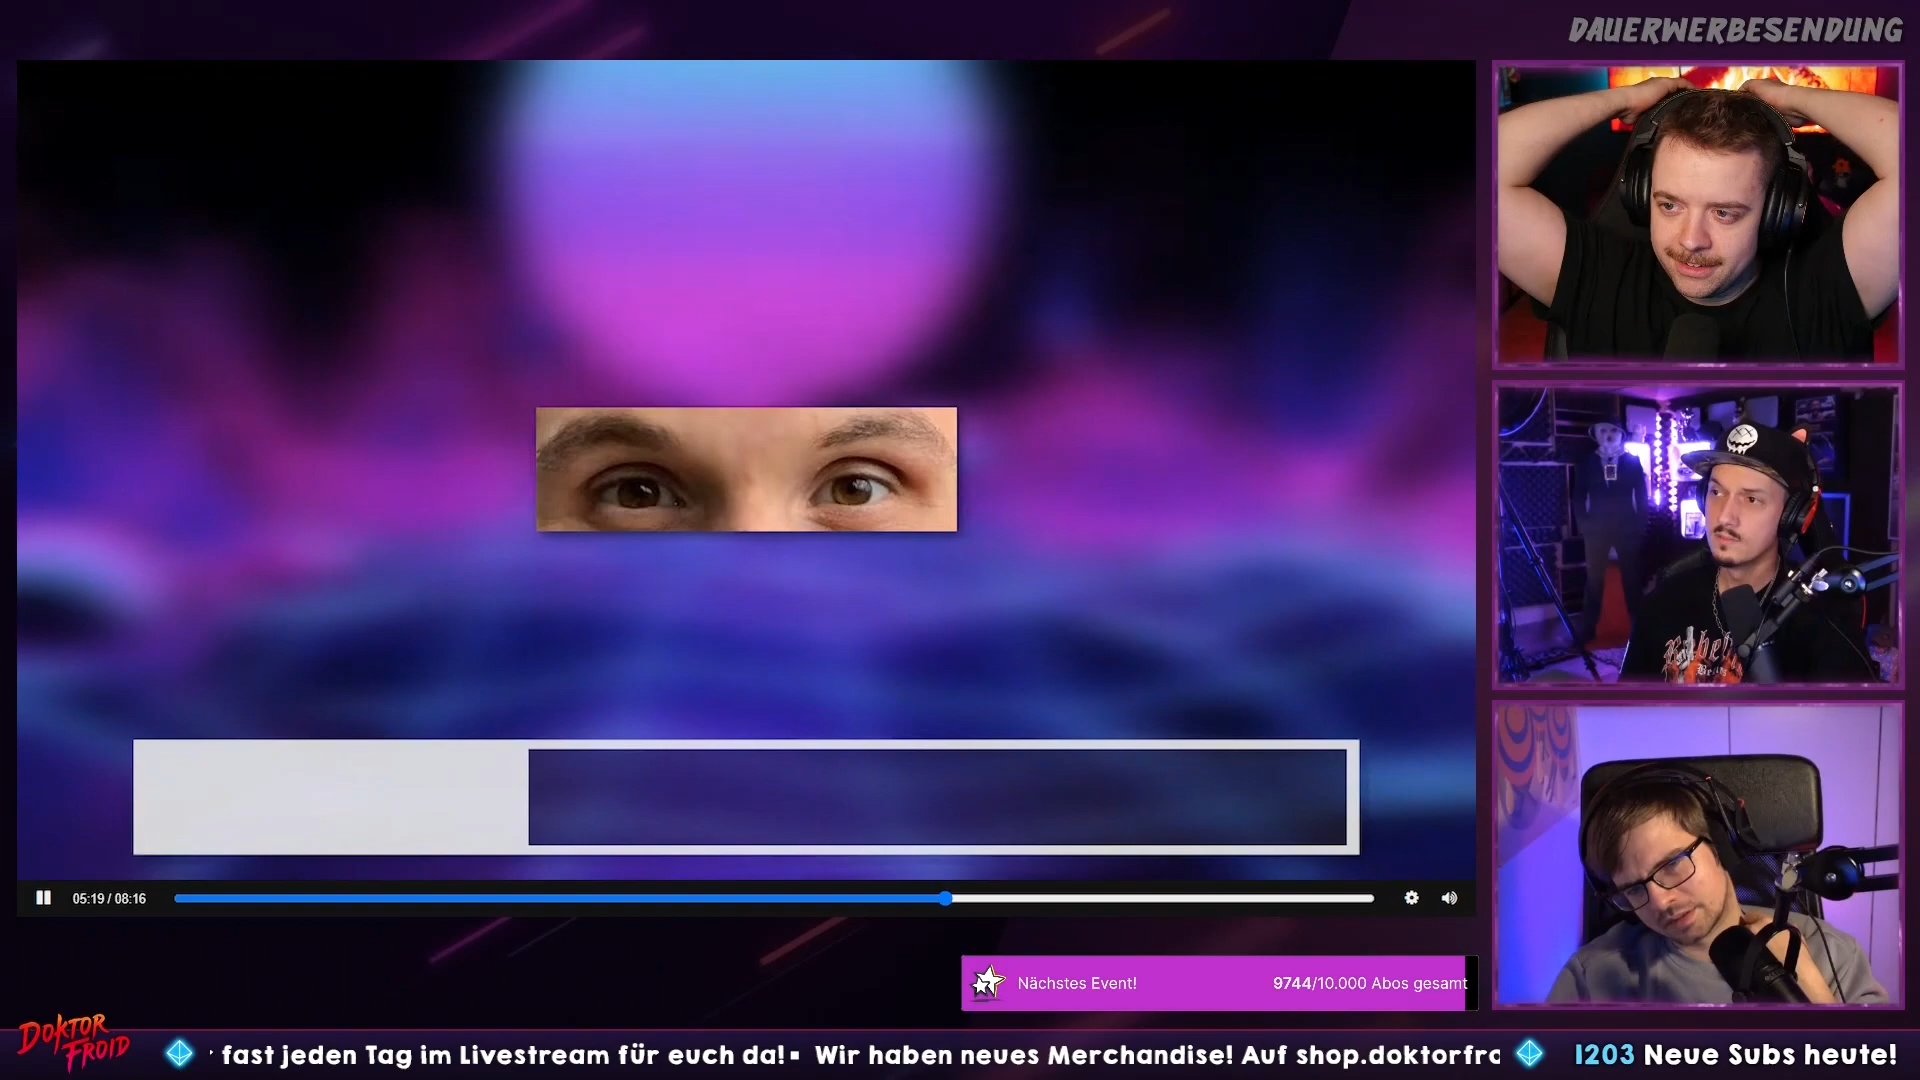 DAUERWERBESENDUNG
05:19 / 08:16
Nächstes Event!
9744/10.000 Abos gesamt
DOKTOR
FROID
fast jeden Tag im Livestream für euch da! ▪ Wir haben neues Merchandise! Auf shop.doktorfro
1203 Neue Subs heute!